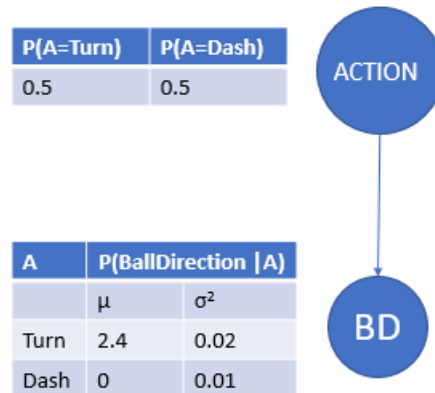 P(A=Turn) P(A=Dash)
0.5 0.5
ACTION
A P(BallDirection |A)
μ σ²
Turn 2.4 0.02
Dash 0 0.01
BD